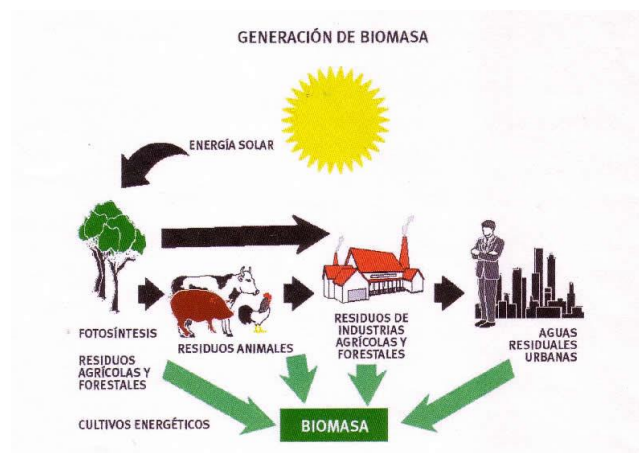 GENERACIÓN DE BIOMASA
ENERGÍA SOLAR
FOTOSÍNTESIS
RESIDUOS
AGRÍCOLAS Y
FORESTALES
CULTIVOS ENERGÉTICOS
RESIDUOS ANIMALES
RESIDUOS DE
INDUSTRIAS
AGRÍCOLAS Y
FORESTALES
AGUAS
RESIDUALES
URBANAS
BIOMASA